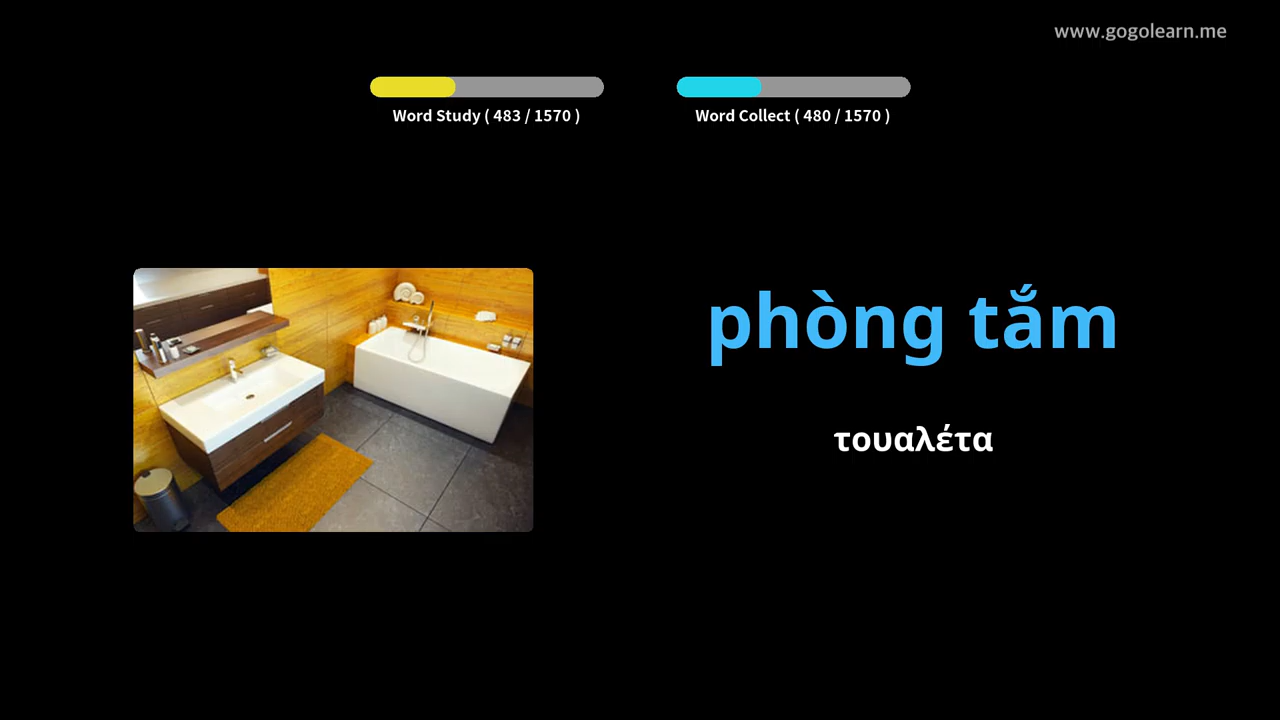 www.gogolearn.me
Word Study ( 483 / 1570 )
Word Collect ( 480 / 1570 )
phòng tắm
τουαλέτα